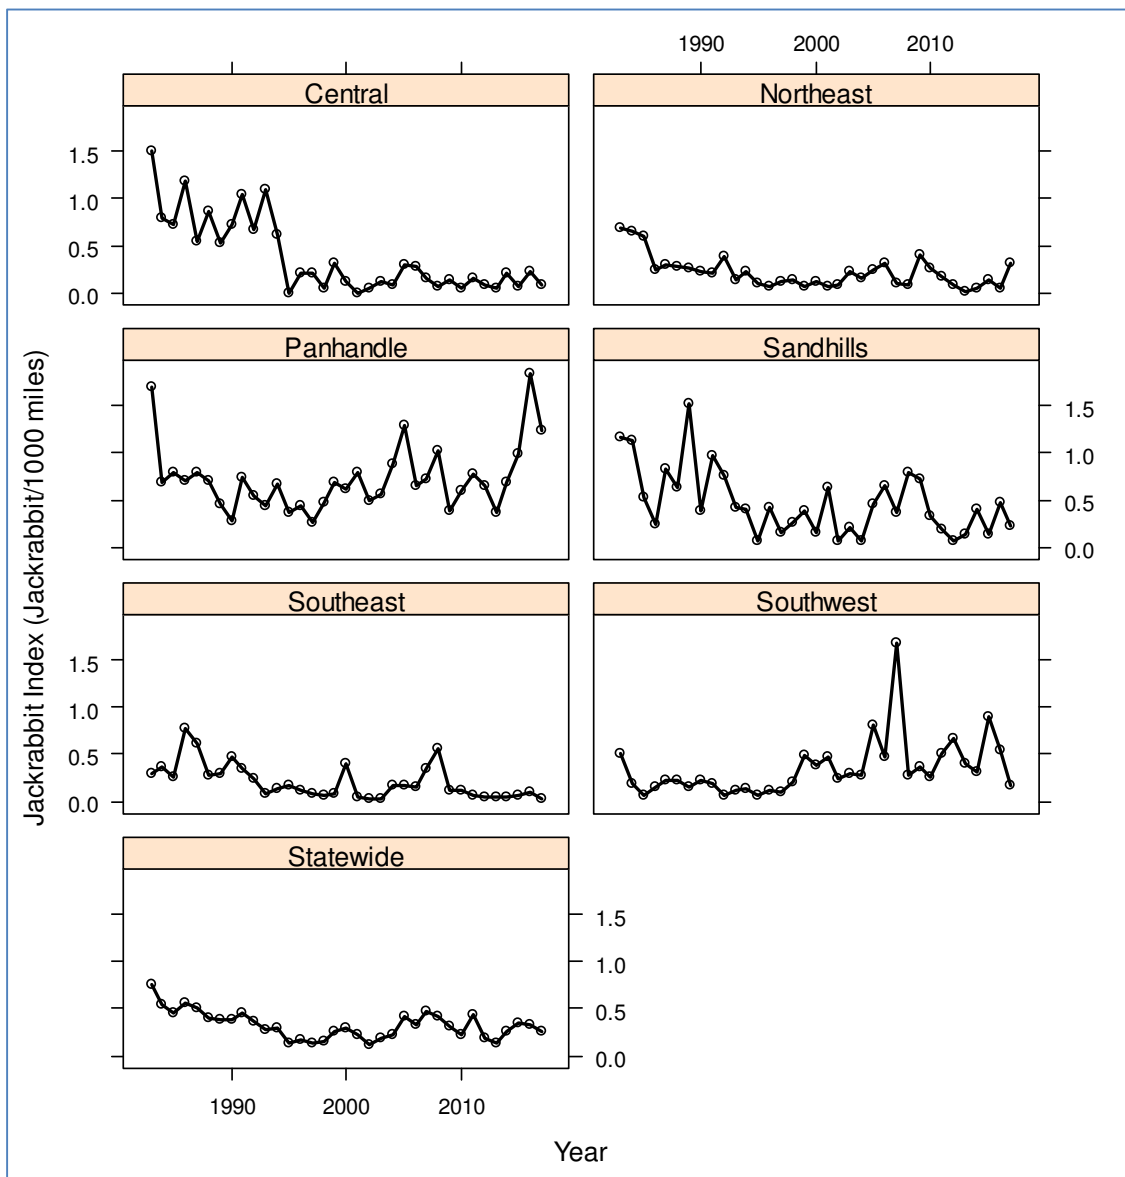 1990 2000 2010
Central
Northeast
1.5
1.0
0.5
0.0
Panhandle
Sandhills
1.5
1.0
0.5
0.0
Southeast
Southwest
1.5
1.0
0.5
0.0
Statewide
1.5
1.0
0.5
0.0
1990 2000 2010
Year
Jackrabbit Index (Jackrabbit/1000 miles)